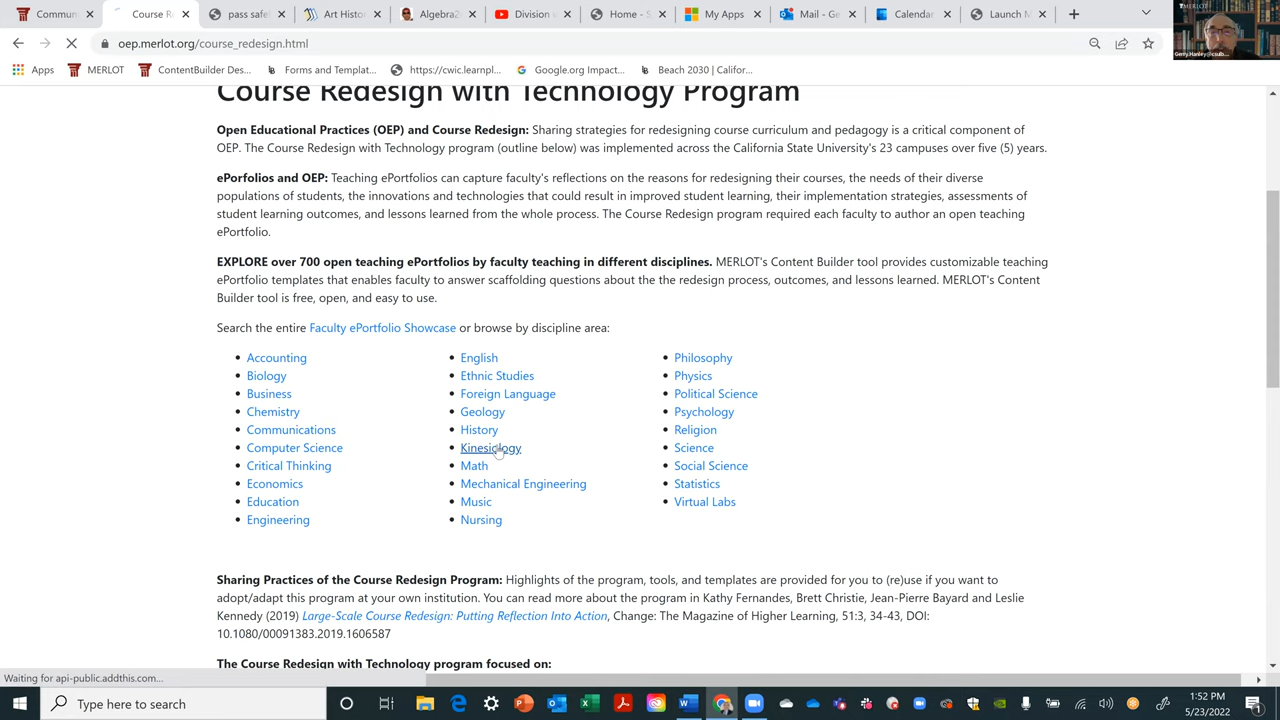 Commun
Course R
pass safel
Art Histo
Algebra2
Division v
Home - S
My Apps
Mail - Ge
Calendar
Launch M
MERLOT
oep.merlot.org/course_redesign.html
Gerry.Hanley@csulb....
Apps
MERLOT
ContentBuilder Des...
Forms and Templat...
https://cwic.learnpl...
Google.org Impact...
Beach 2030 | Califor...
Course Redesign with Technology Program
Open Educational Practices (OEP) and Course Redesign: Sharing strategies for redesigning course curriculum and pedagogy is a critical component of
OEP. The Course Redesign with Technology program (outline below) was implemented across the California State University's 23 campuses over five (5) years.
ePorfolios and OEP: Teaching ePortfolios can capture faculty's reflections on the reasons for redesigning their courses, the needs of their diverse
populations of students, the innovations and technologies that could result in improved student learning, their implementation strategies, assessments of
student learning outcomes, and lessons learned from the whole process. The Course Redesign program required each faculty to author an open teaching
ePortfolio.
EXPLORE over 700 open teaching ePortfolios by faculty teaching in different disciplines. MERLOT's Content Builder tool provides customizable teaching
ePortfolio templates that enables faculty to answer scaffolding questions about the the redesign process, outcomes, and lessons learned. MERLOT's Content
Builder tool is free, open, and easy to use.
Search the entire Faculty ePortfolio Showcase or browse by discipline area:
Accounting
Biology
Business
Chemistry
Communications
Computer Science
Critical Thinking
Economics
Education
Engineering
English
Ethnic Studies
Foreign Language
Geology
History
Kinesiology
Math
Mechanical Engineering
Music
Nursing
Philosophy
Physics
Political Science
Psychology
Religion
Science
Social Science
Statistics
Virtual Labs
Sharing Practices of the Course Redesign Program: Highlights of the program, tools, and templates are provided for you to (re)use if you want to
adopt/adapt this program at your own institution. You can read more about the program in Kathy Fernandes, Brett Christie, Jean-Pierre Bayard and Leslie
Kennedy (2019) Large-Scale Course Redesign: Putting Reflection Into Action, Change: The Magazine of Higher Learning, 51:3, 34-43, DOI:
10.1080/00091383.2019.1606587
The Course Redesign with Technology program focused on:
Waiting for api-public.addthis.com...
Type here to search
1:52 PM
5/23/2022